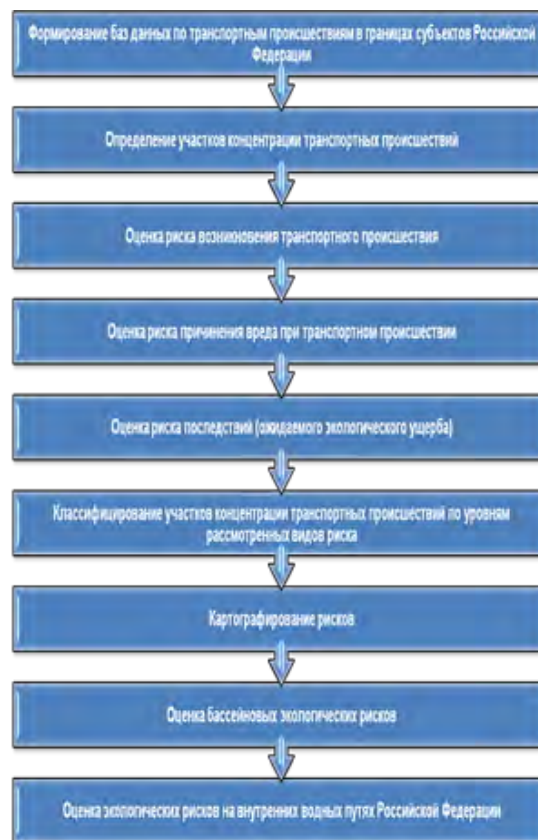 Формирование баз данных по транспортным происшествиям в границах субъектов Российской
Федерации
Определение участков концентрации транспортных происшествий
Оценка риска возникновения транспортного происшествия
Оценка риска причинения вреда при транспортном происшествии
Оценка риска последствий (ожидаемого экологического ущерба)
Классифицирование участков концентрации транспортных происшествий по уровням
рассмотренных видов риска
Картографирование рисков
Оценка бассейновых экологических рисков
Оценка экологических рисков на внутренних водных путях Российской Федерации